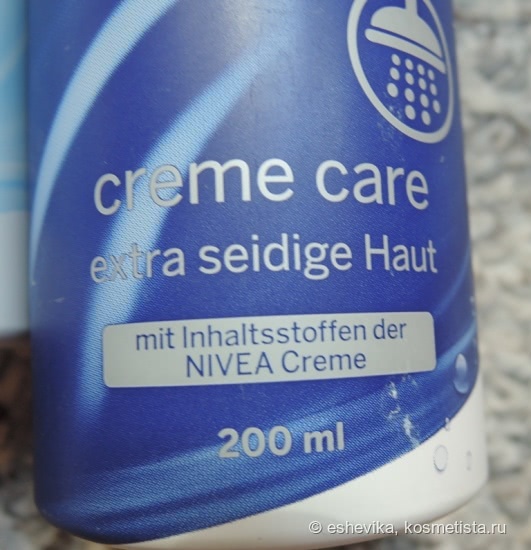 creme care
extra seidige Haut
mit Inhaltsstoffen der
NIVEA Creme
200 ml
© eshevika, kosmetista.ru